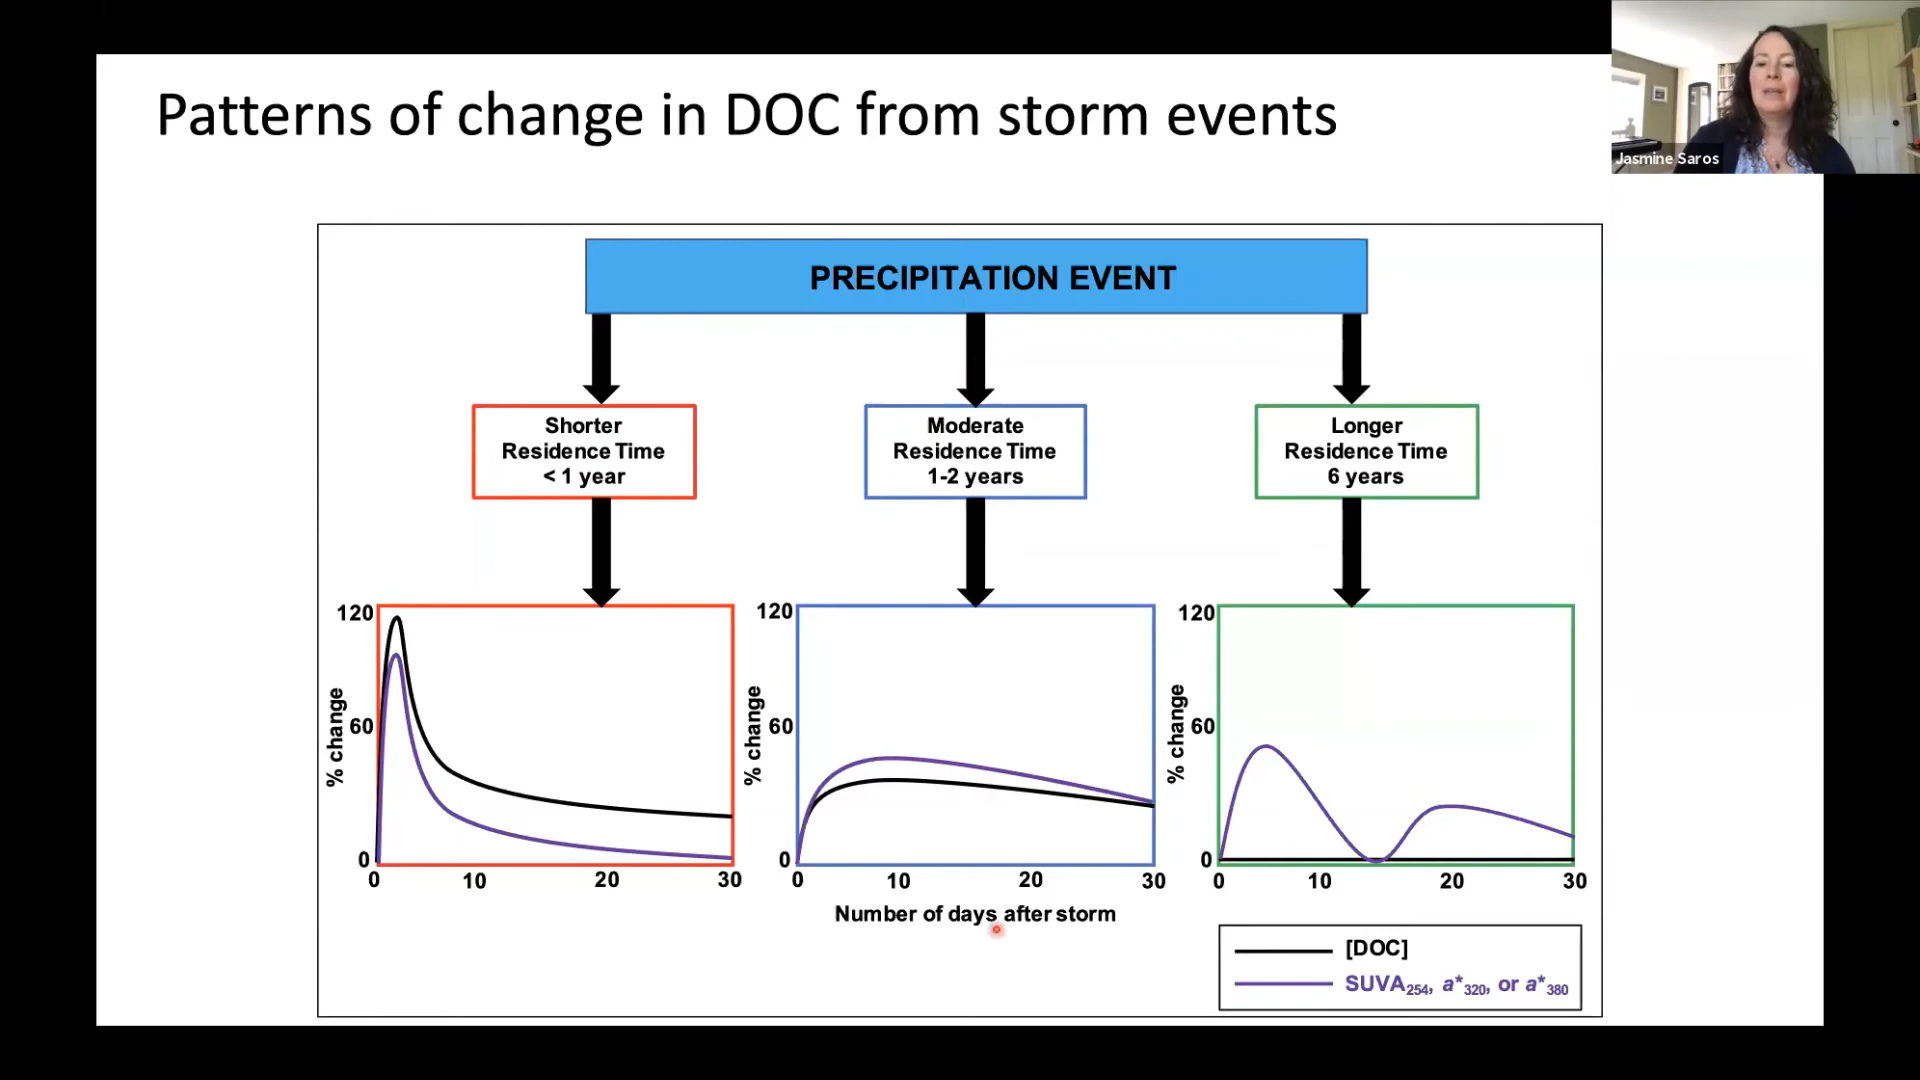 Patterns of change in DOC from storm events
Jasmine Saros
PRECIPITATION EVENT
Shorter
Residence Time
< 1 year
Moderate
Residence Time
1-2 years
Longer
Residence Time
6 years
% change
120
60
0
0 10 20 30
% change
120
60
0
0 10 20 30
% change
120
60
0
0 10 20 30
Number of days after storm
[DOC]
SUVA254, a*320, or a*380